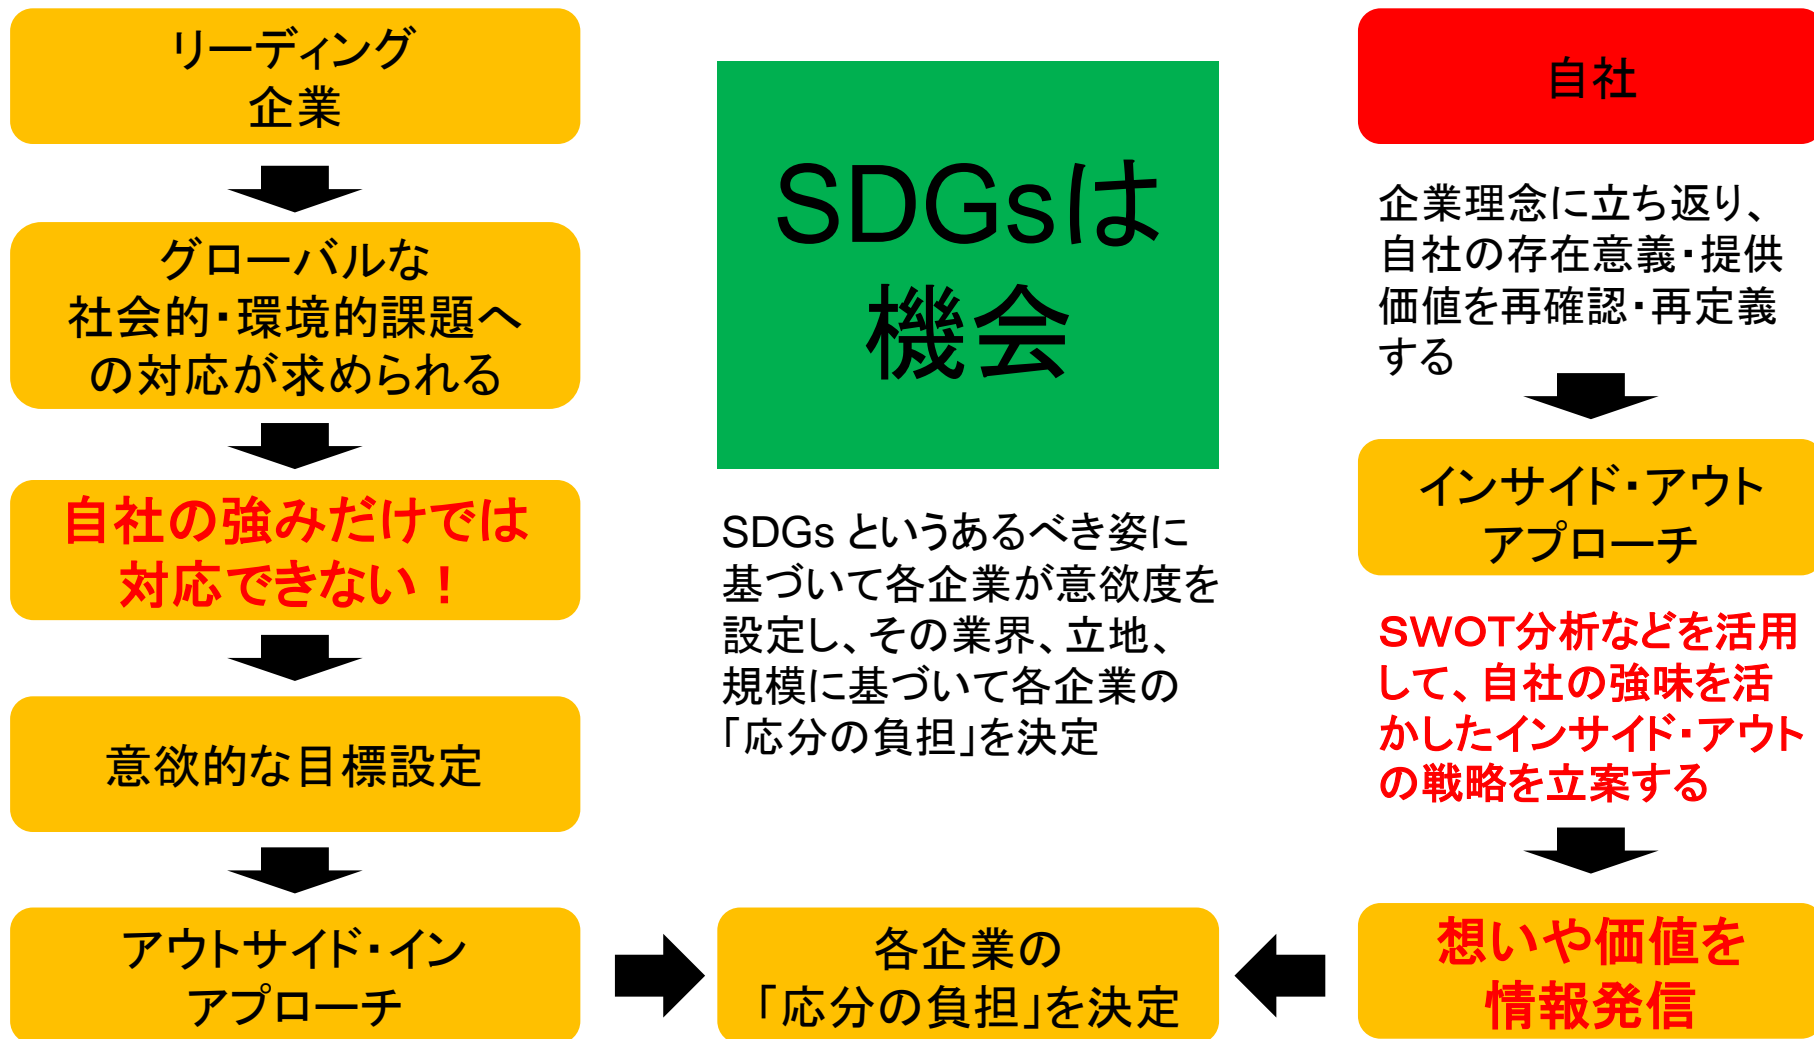 リーディング
企業
グローバルな
社会的・環境的課題へ
の対応が求められる
自社の強みだけでは
対応できない！
意欲的な目標設定
アウトサイド・イン
アプローチ
SDGsは
機会
SDGs というあるべき姿に
基づいて各企業が意欲度を
設定し、その業界、立地、
規模に基づいて各企業の
「応分の負担」を決定
各企業の
「応分の負担」を決定
自社
企業理念に立ち返り、
自社の存在意義・提供
価値を再確認・再定義
する
インサイド・アウト
アプローチ
ＳＷＯＴ分析などを活用
して、自社の強味を活
かしたインサイド・アウト
の戦略を立案する
想いや価値を
情報発信